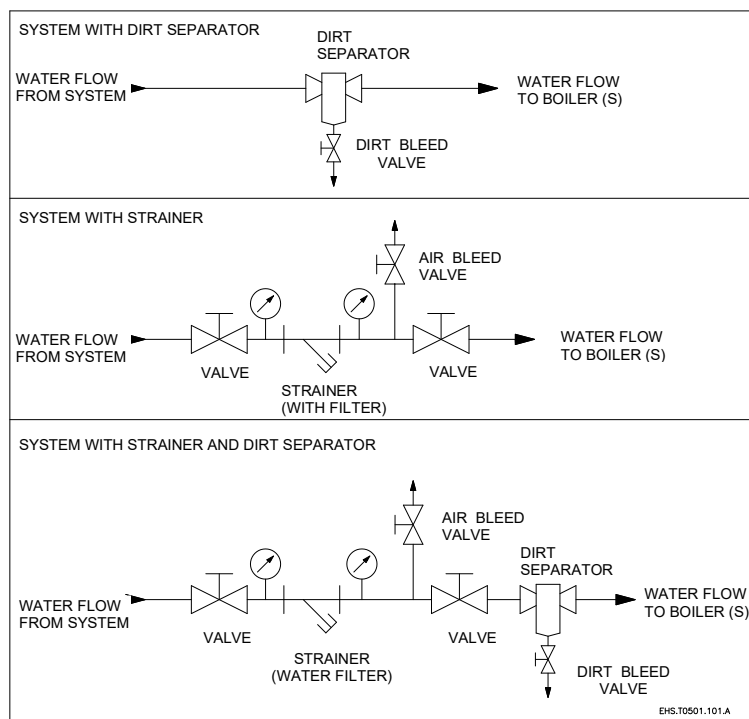 SYSTEM WITH DIRT SEPARATOR
DIRT
SEPARATOR
WATER FLOW
FROM SYSTEM
WATER FLOW
TO BOILER (S)
DIRT BLEED
VALVE
SYSTEM WITH STRAINER
AIR BLEED
VALVE
WATER FLOW
FROM SYSTEM
WATER FLOW
TO BOILER (S)
VALVE
STRAINER
(WITH FILTER)
VALVE
SYSTEM WITH STRAINER AND DIRT SEPARATOR
AIR BLEED
VALVE
DIRT
SEPARATOR
WATER FLOW
FROM SYSTEM
WATER FLOW
TO BOILER (S)
VALVE
STRAINER
(WATER FILTER)
VALVE
DIRT BLEED
VALVE
EHS.T0501.101.A